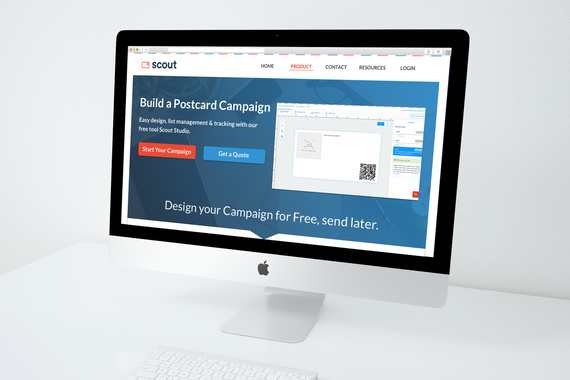 scout
HOME PRODUCT CONTACT RESOURCES LOGIN
Build a Postcard Campaign
Easy design, list management & tracking with our
free tool Scout Studio.
Start Your Campaign
Get a Quote
Design your Campaign for Free, send later.